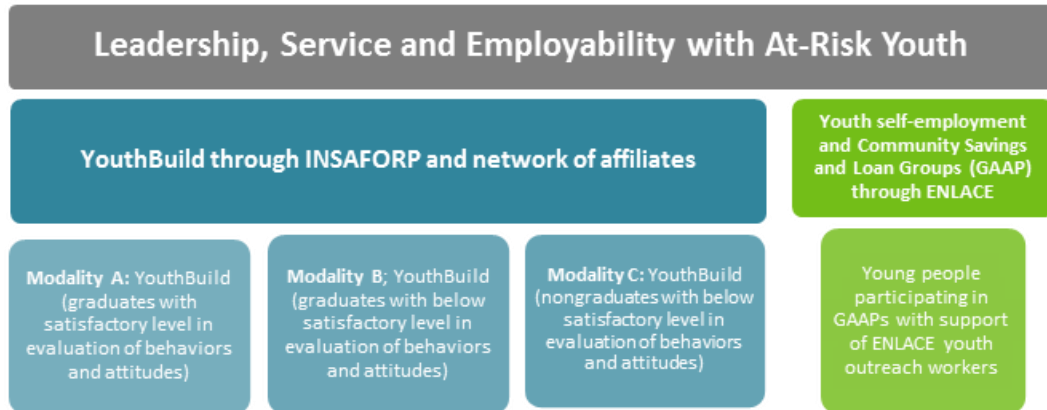 Leadership, Service and Employability with At-Risk Youth
YouthBuild through INSAFORP and network of affiliates
Youth self-employment
and Community Savings
and Loan Groups (GAAP)
through ENLACE
Modality A: YouthBuild
(graduates with
satisfactory level in
evaluation of behaviors
and attitudes)
Modality B; YouthBuild
(graduates with below
satisfactory level in
evaluation of behaviors
and attitudes)
Modality C: YouthBuild
(nongraduates with below
satisfactory level in
evaluation of behaviors
and attitudes)
Young people
participating in
GAAPs with support
of ENLACE youth
outreach workers